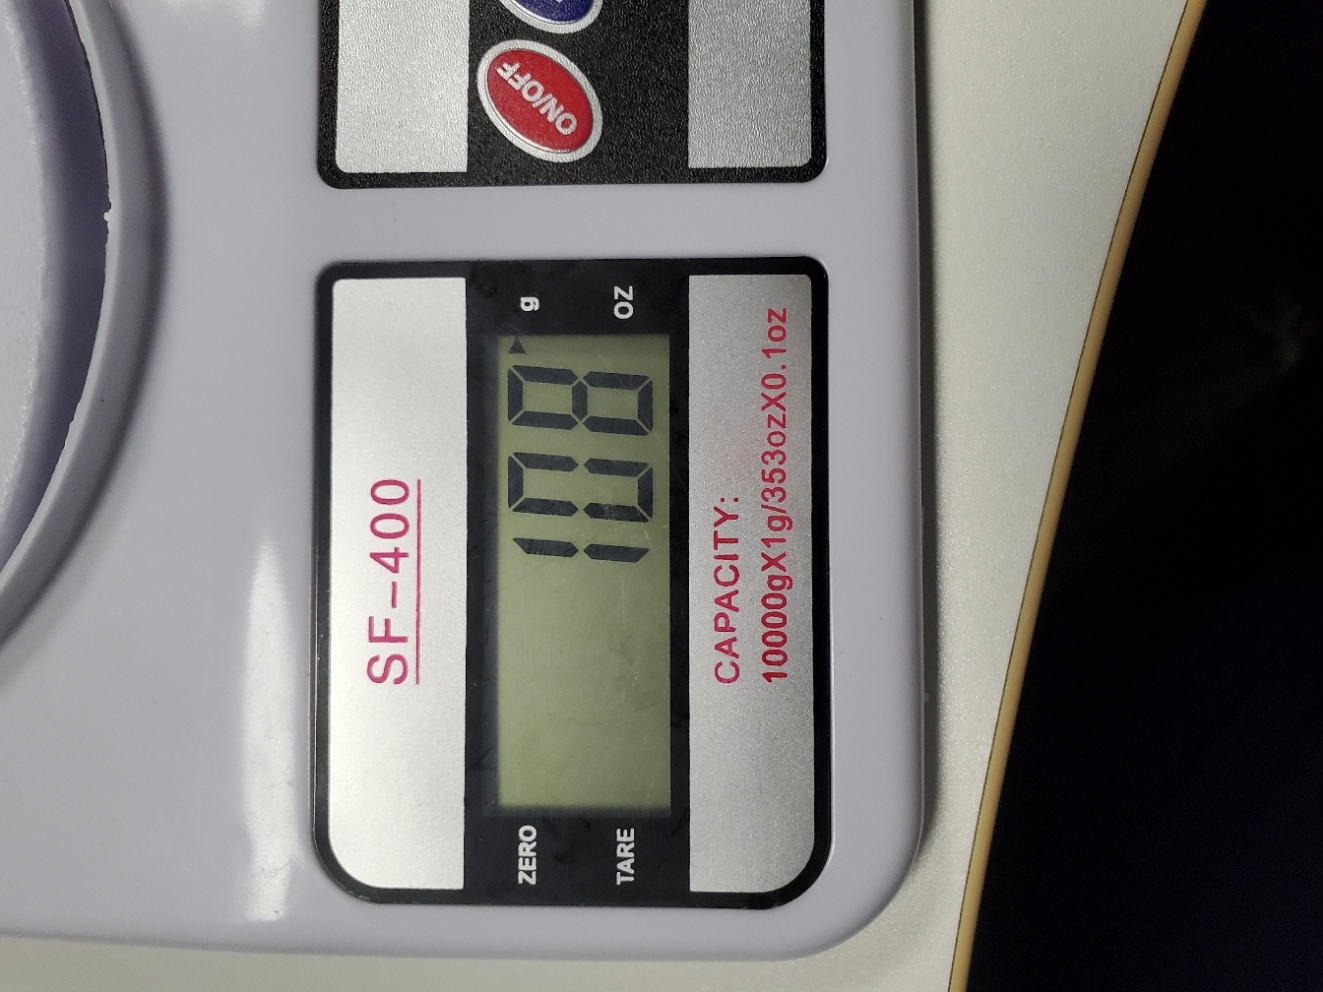 SF-400
ZERO
108
g
TARE
OZ
CAPACITY:
10000gX1g/353ozX0.1oz
ON/OFF